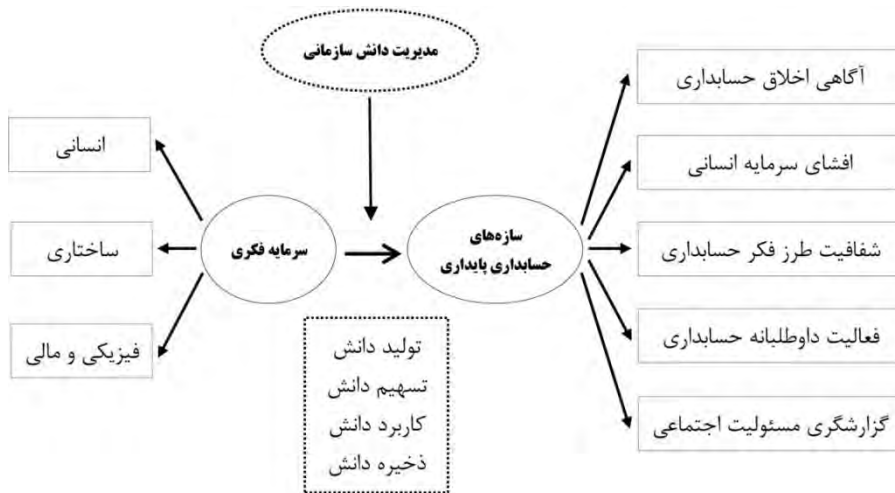 مدیریت دانش سازمانی
آگاهی اخلاق حسابداری
افشای سرمایه انسانی
شفافیت طرز فکر حسابداری
فعالیت داوطلبانه حسابداری
گزارشگری مسئولیت اجتماعی
سازه‌های
حسابداری پایداری
سرمایه فکری
انسانی
ساختاری
فیزیکی و مالی
تولید دانش
تسهیم دانش
کاربرد دانش
ذخیره دانش